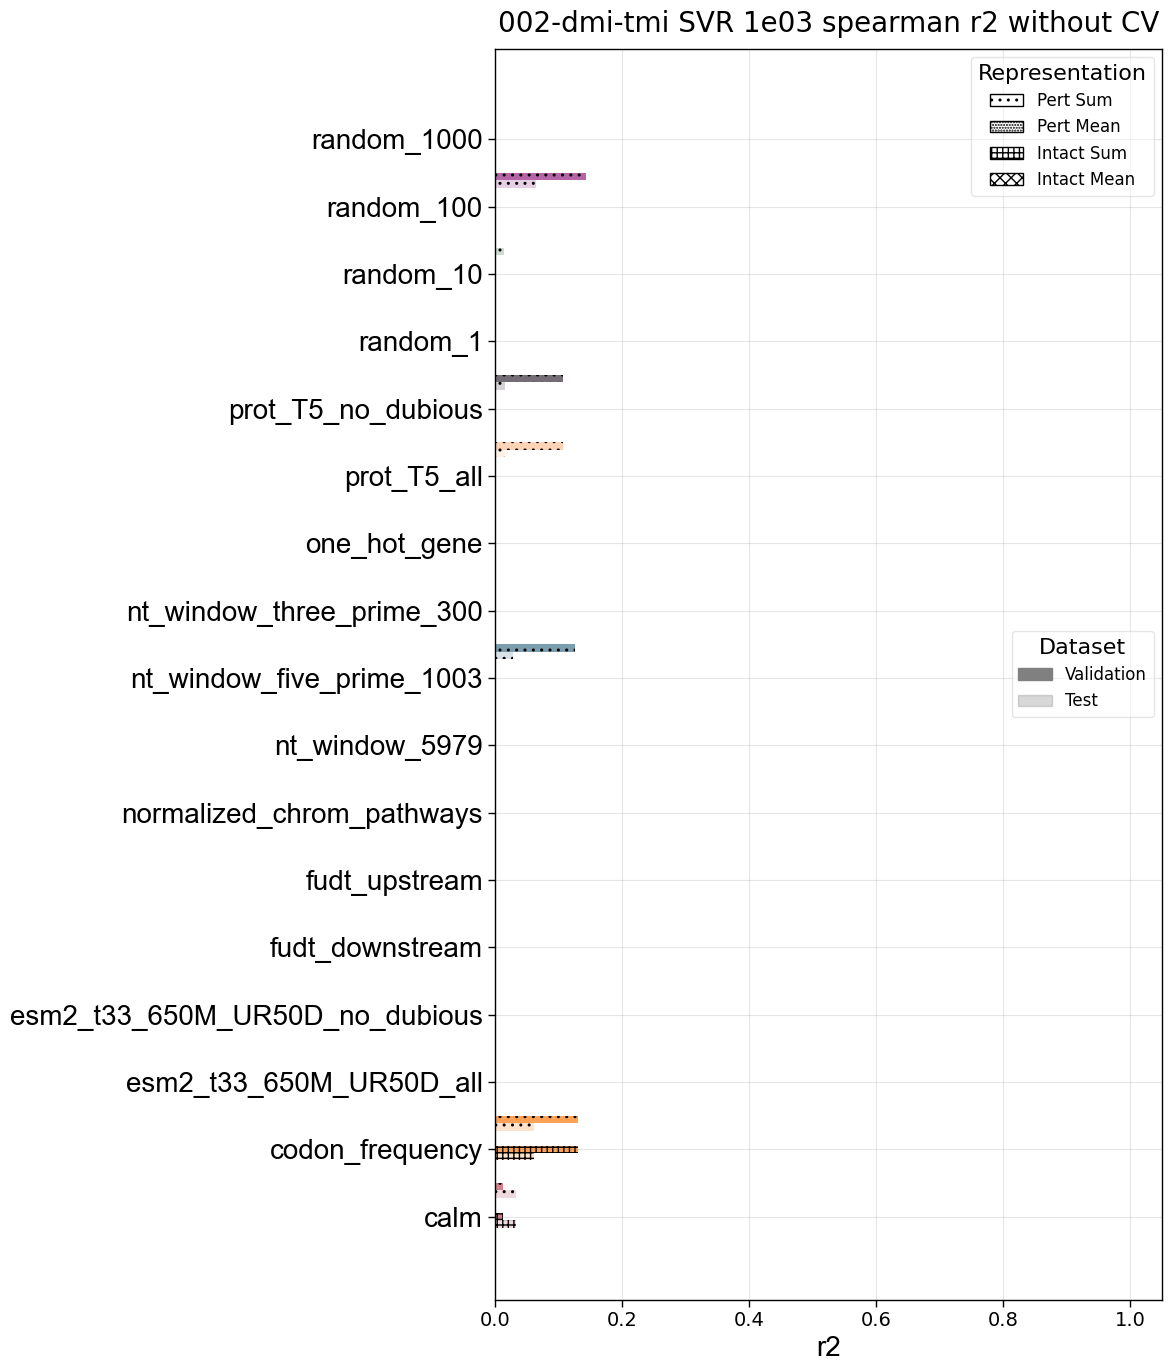 002-dmi-tmi SVR 1e03 spearman r2 without CV
Representation
Pert Sum
Pert Mean
Intact Sum
Intact Mean
random_1000
random_100
random_10
random_1
prot_T5_no_dubious
prot_T5_all
one_hot_gene
nt_window_three_prime_300
Dataset
Validation
Test
nt_window_five_prime_1003
nt_window_5979
normalized_chrom_pathways
fudt_upstream
fudt_downstream
esm2_t33_650M_UR50D_no_dubious
esm2_t33_650M_UR50D_all
codon_frequency
calm
0.0 0.2 0.4 0.6 0.8 1.0
r2